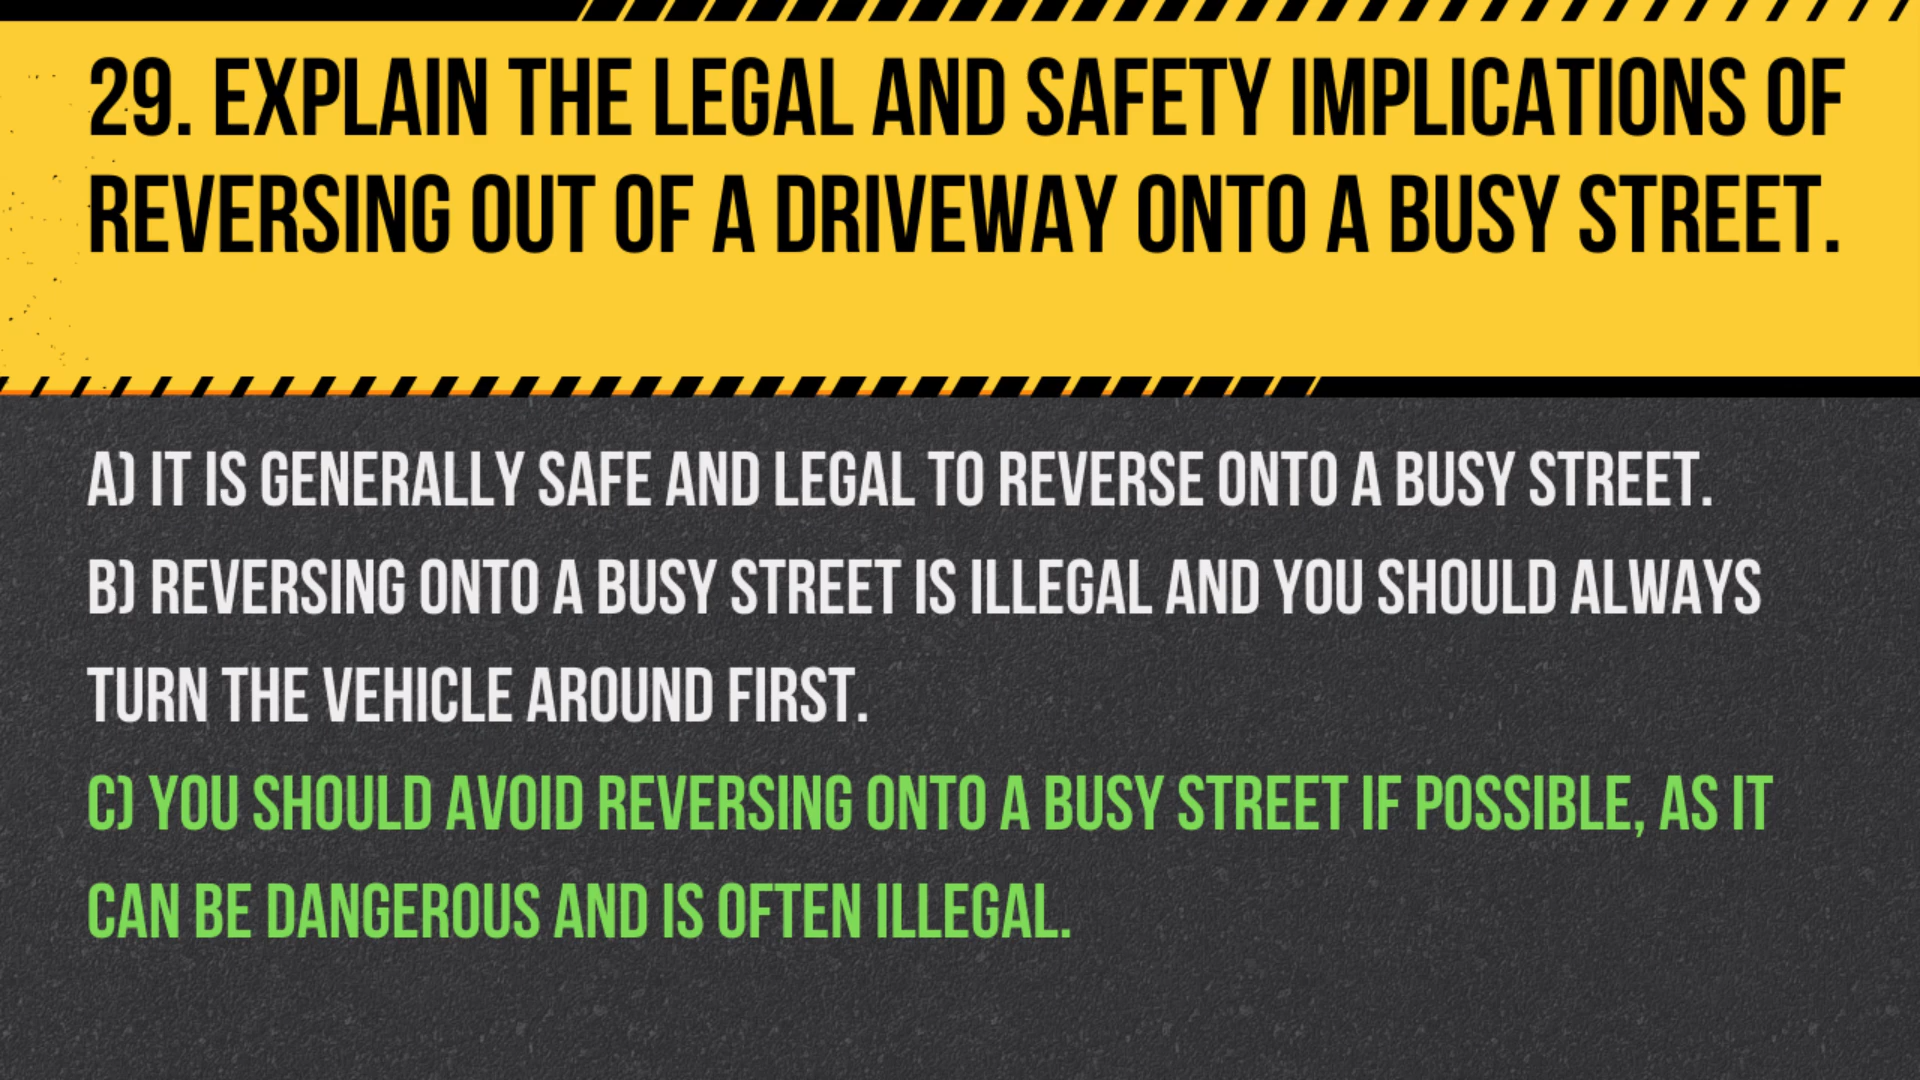 29. EXPLAIN THE LEGAL AND SAFETY IMPLICATIONS OF
REVERSING OUT OF A DRIVEWAY ONTO A BUSY STREET.
A) IT IS GENERALLY SAFE AND LEGAL TO REVERSE ONTO A BUSY STREET.
B) REVERSING ONTO A BUSY STREET IS ILLEGAL AND YOU SHOULD ALWAYS
TURN THE VEHICLE AROUND FIRST.
C) YOU SHOULD AVOID REVERSING ONTO A BUSY STREET IF POSSIBLE, AS IT
CAN BE DANGEROUS AND IS OFTEN ILLEGAL.